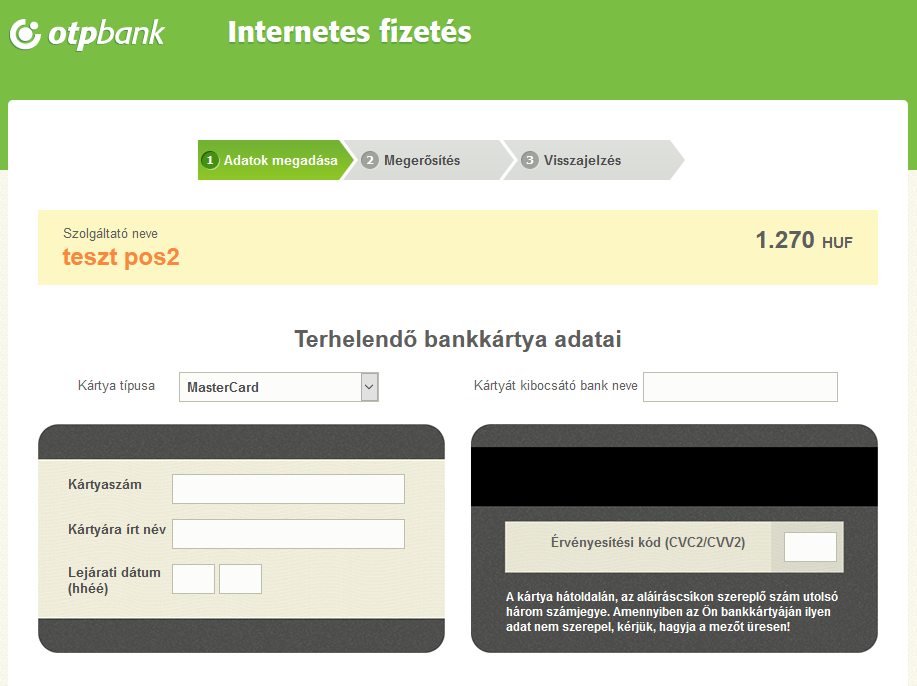 otpbank
Internetes fizetés
1 Adatok megadása
2 Megerősítés
3 Visszajelzés
Szolgáltató neve
teszt pos2
1.270 HUF
Terhelendő bankkártya adatai
Kártya típusa
MasterCard
Kártyát kibocsátó bank neve
Kártyaszám
Kártyára írt név
Lejárati dátum
(hhéé)
Érvényesítési kód (CVC2/CVV2)
A kártya hátoldalán, az aláíráscsíkon szereplő szám utolsó
három számjegye. Amennyiben az Ön bankkártyáján ilyen
adat nem szerepel, kérjük, hagyja a mezőt üresen!